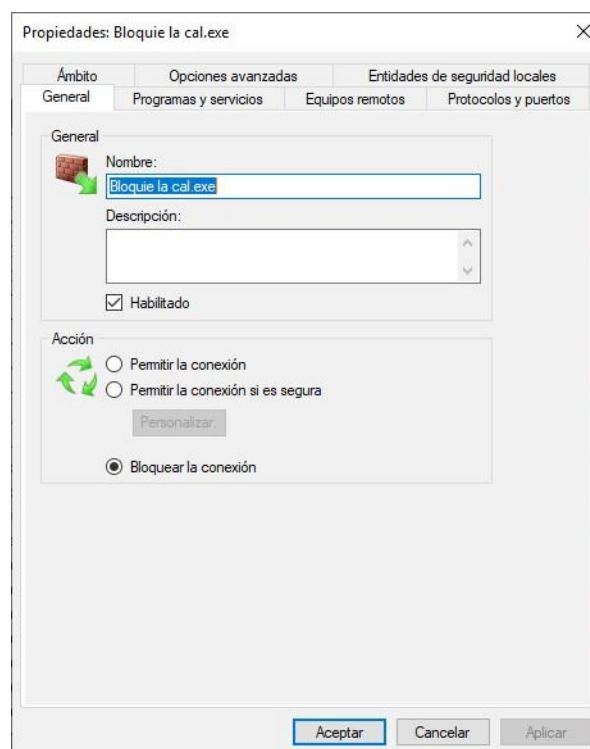 Propiedades: Bloquie la cal.exe
Ámbito Opciones avanzadas Entidades de seguridad locales
General Programas y servicios Equipos remotos Protocolos y puertos
General
Nombre:
Bloquie la cal.exe
Descripción:
Habilitado
Acción
Permitir la conexión
Permitir la conexión si es segura
Personalizar.
Bloquear la conexión
Aceptar Cancelar Aplicar